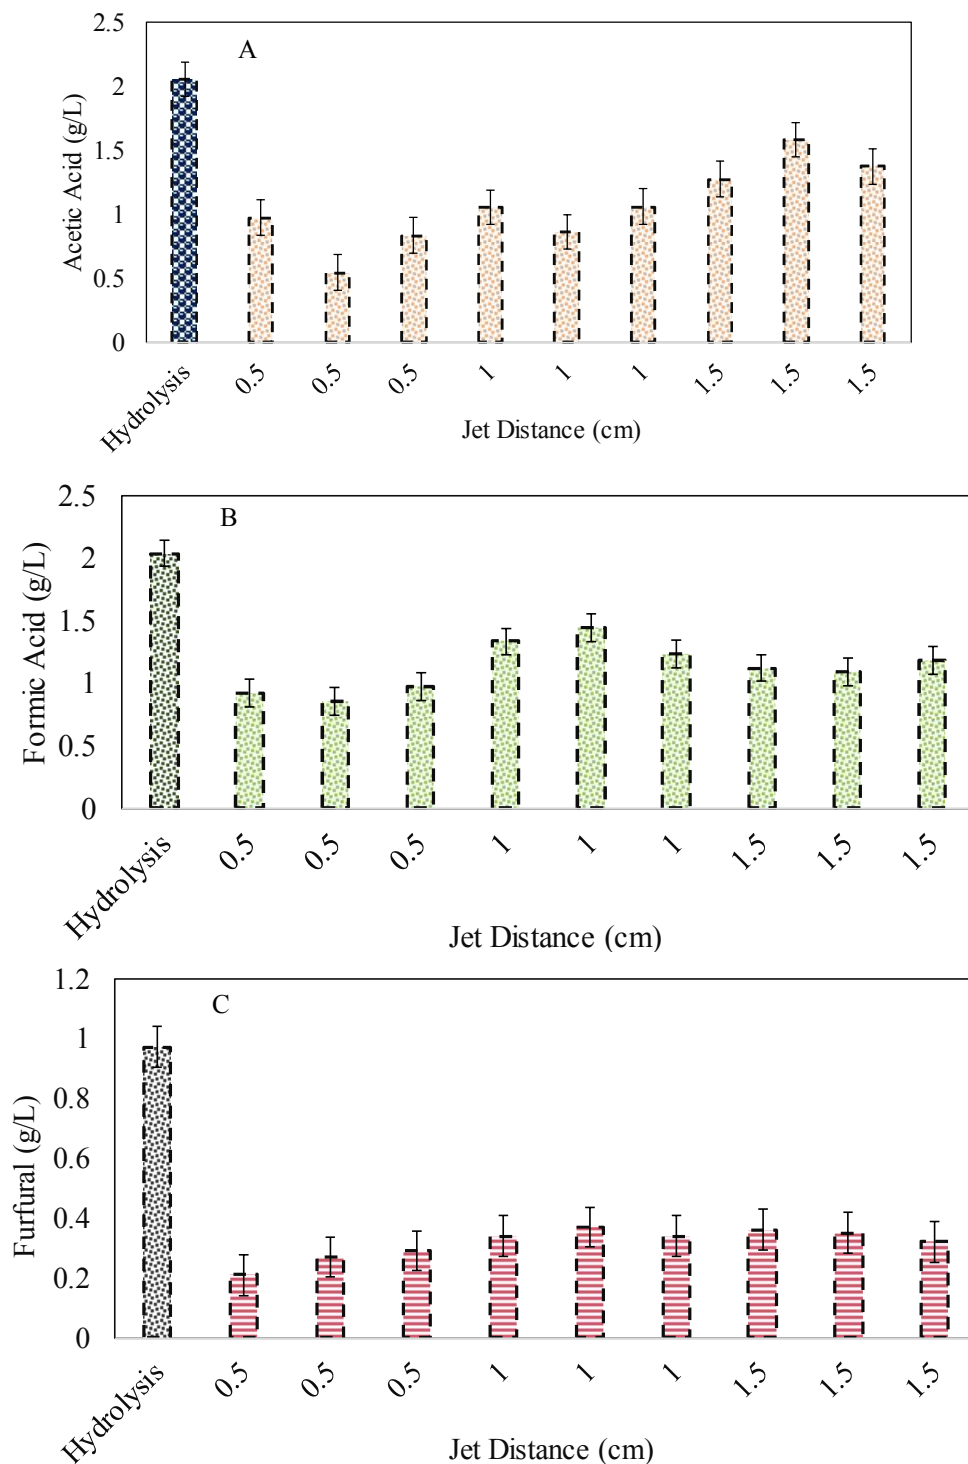 A
Acetic Acid (g/L)
2.5
2
1.5
1
0.5
0
Hydrolysis 0.5 0.5 0.5 1 1 1 1.5 1.5 1.5
Jet Distance (cm)
B
Formic Acid (g/L)
2.5
2
1.5
1
0.5
0
Hydrolysis 0.5 0.5 0.5 1 1 1 1.5 1.5 1.5
Jet Distance (cm)
C
Furfural (g/L)
1.2
1
0.8
0.6
0.4
0.2
0
Hydrolysis 0.5 0.5 0.5 1 1 1 1.5 1.5 1.5
Jet Distance (cm)